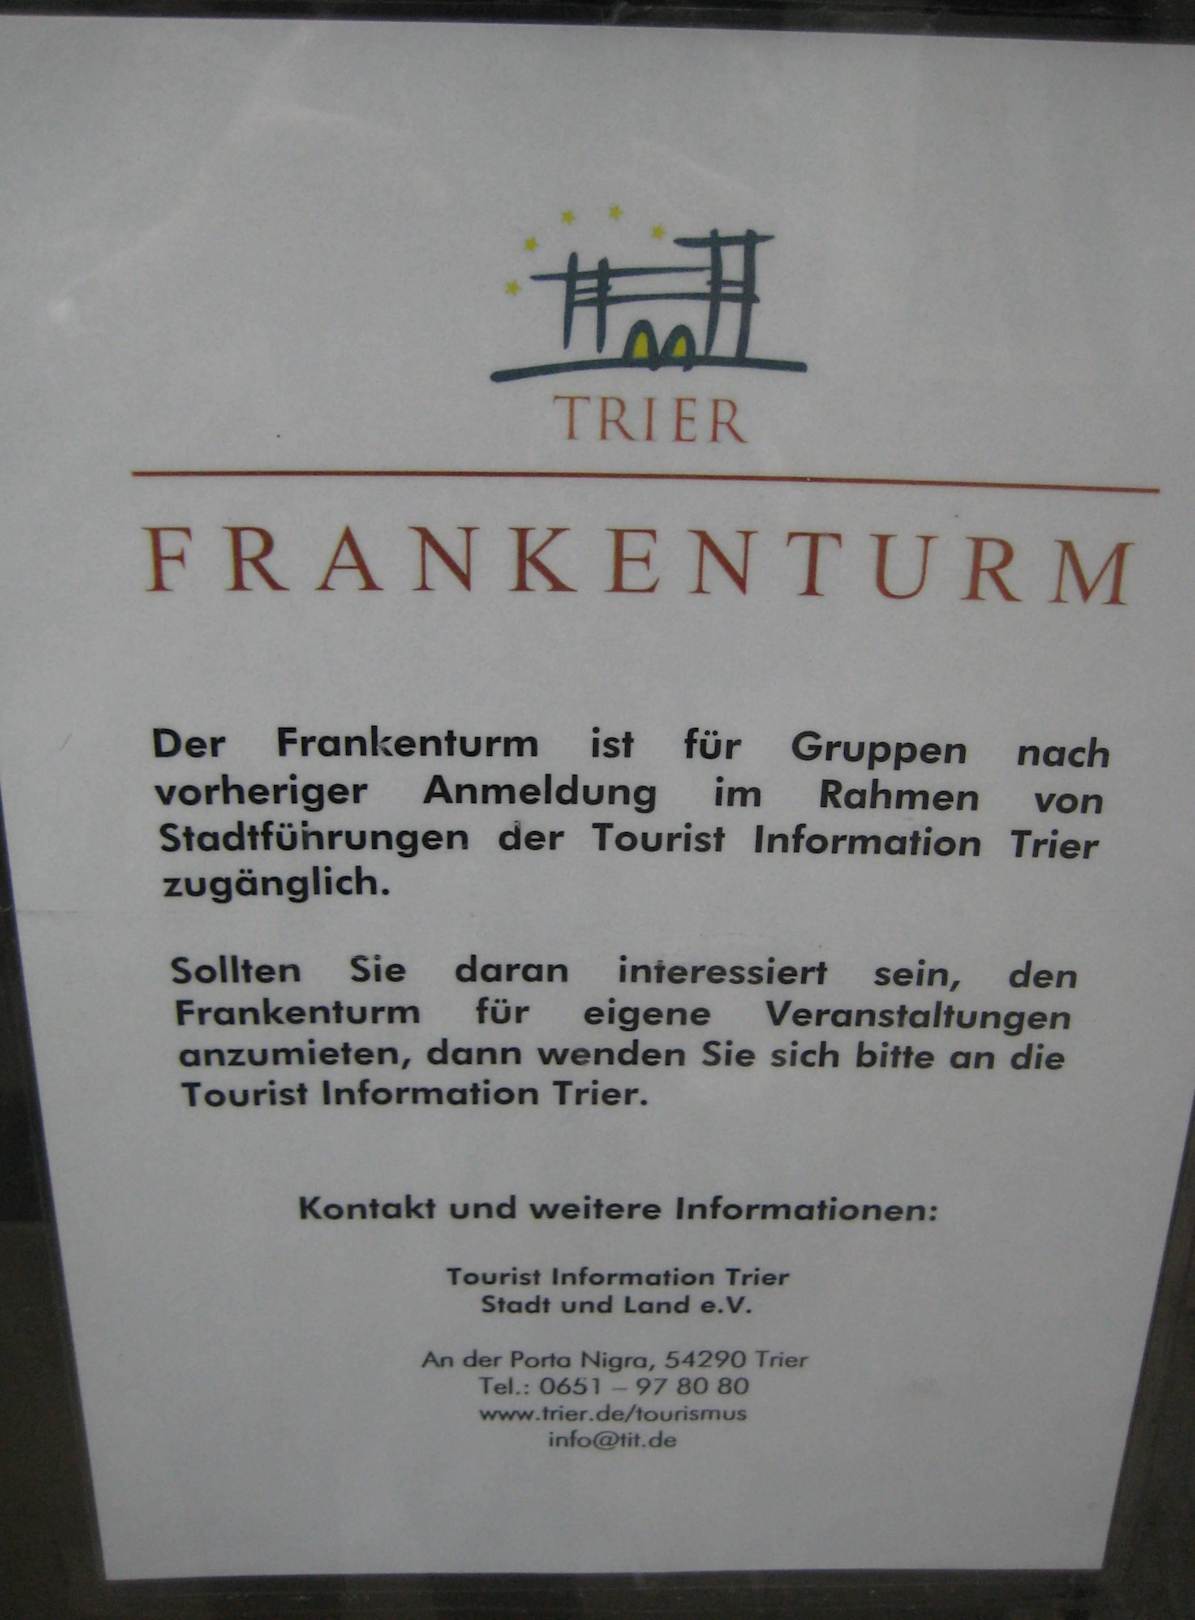 TRIER
FRANKENTURM
Der Frankenturm ist für Gruppen nach
vorheriger Anmeldung im Rahmen von
Stadtführungen der Tourist Information Trier
zugänglich.
Sollten Sie daran interessiert sein, den
Frankenturm für eigene Veranstaltungen
anzumieten, dann wenden Sie sich bitte an die
Tourist Information Trier.
Kontakt und weitere Informationen:
Tourist Information Trier
Stadt und Land e.V.
An der Porta Nigra, 54290 Trier
Tel.: 0651 – 97 80 80
www.trier.de/tourismus
info@tit.de